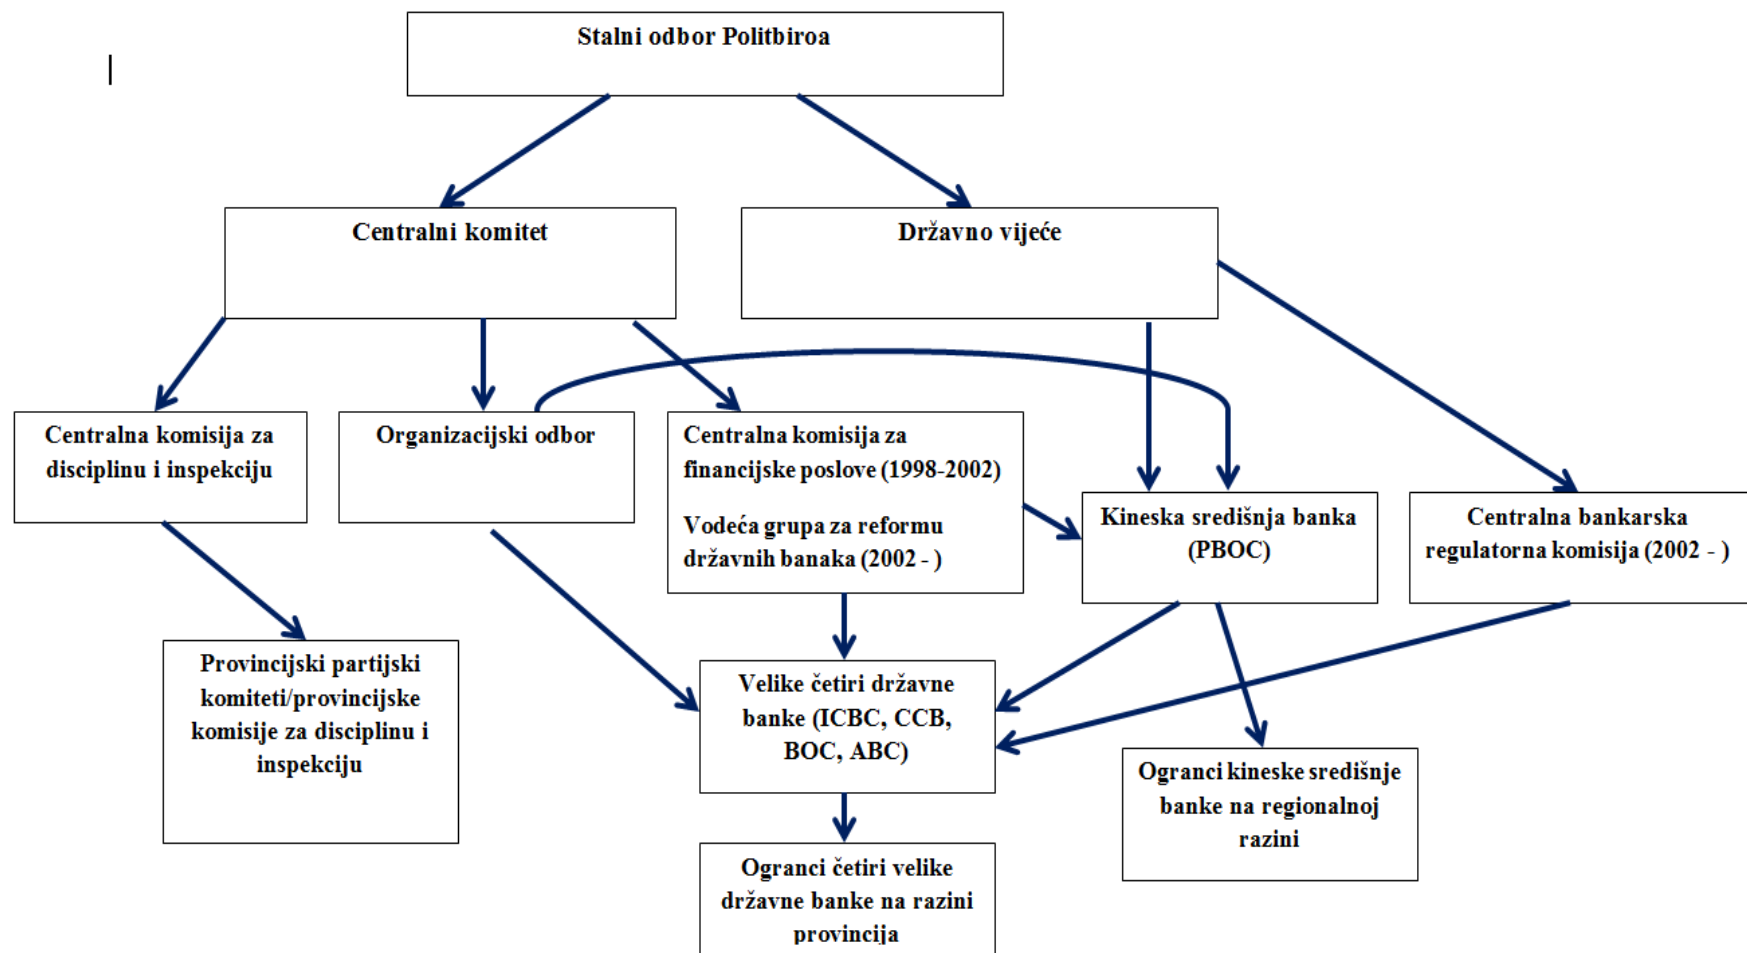 Stalni odbor Politbiroa
Centralni komitet
Državno vijeće
Centralna komisija za
disciplinu i inspekciju
Organizacijski odbor
Centralna komisija za
financijske poslove (1998-2002)
Vodeća grupa za reformu
državnih banaka (2002 - )
Kineska središnja banka
(PBOC)
Centralna bankarska
regulatorna komisija (2002 - )
Provincijski partijski
komiteti/provincijske
komisije za disciplinu i
inspekciju
Velike četiri državne
banke (ICBC, CCB,
BOC, ABC)
Ogranci kineske središnje
banke na regionalnoj
razini
Ogranci četiri velike
državne banke na razini
provincija